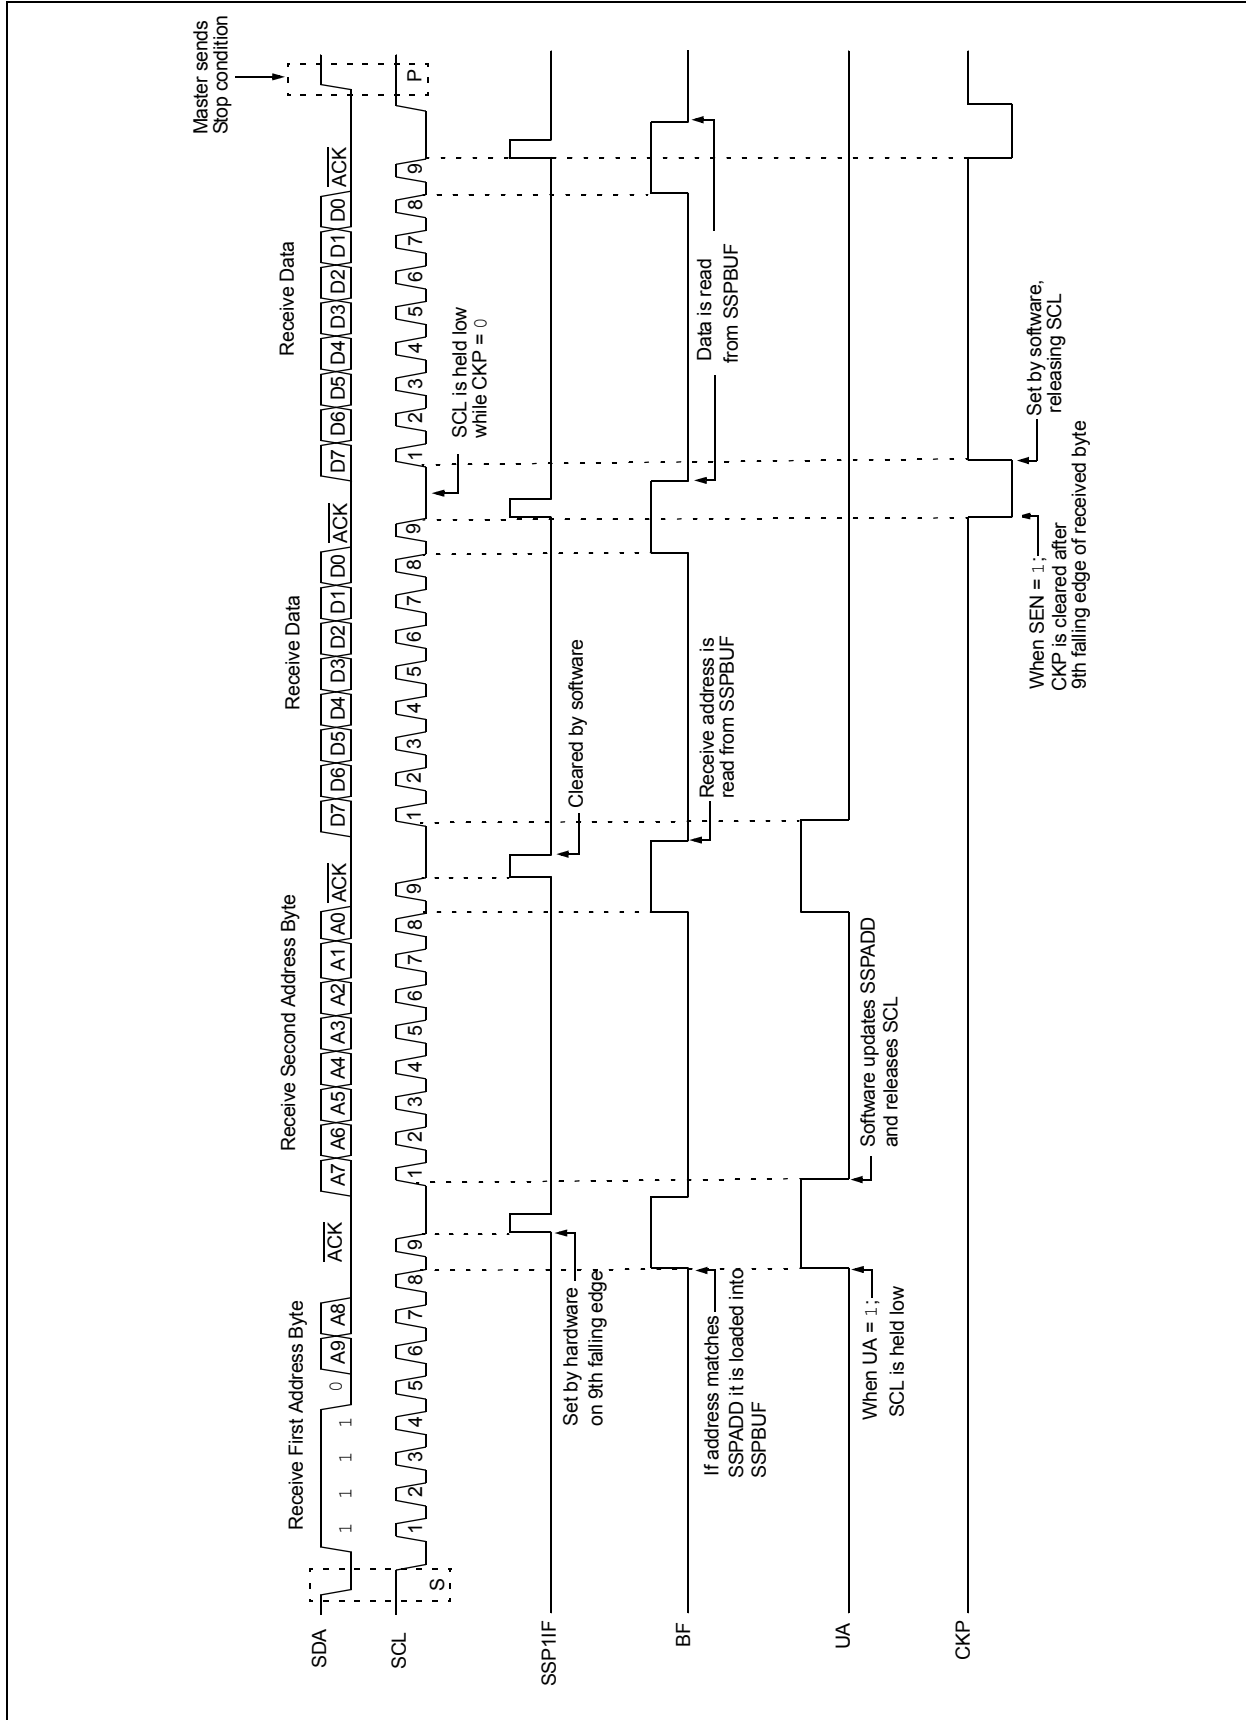 Master sends
Stop condition
Receive First Address Byte
Receive Second Address Byte
Receive Data
Receive Data
SDA
1 1 1 1 0 A9 A8 ACK
A7 A6 A5 A4 A3 A2 A1 A0 ACK
D7 D6 D5 D4 D3 D2 D1 D0 ACK
D7 D6 D5 D4 D3 D2 D1 D0 ACK
SCL
S
1 2 3 4 5 6 7 8 9
1 2 3 4 5 6 7 8 9
1 2 3 4 5 6 7 8 9
1 2 3 4 5 6 7 8 9
P
SCL is held low
while CKP = 0
SSP1IF
Set by hardware
on 9th falling edge
Cleared by software
BF
If address matches
SSPADD it is loaded into
SSPBUF
Receive address is
read from SSPBUF
Data is read
from SSPBUF
UA
When UA = 1;
SCL is held low
Software updates SSPADD
and releases SCL
CKP
When SEN = 1;
CKP is cleared after
9th falling edge of received byte
Set by software,
releasing SCL